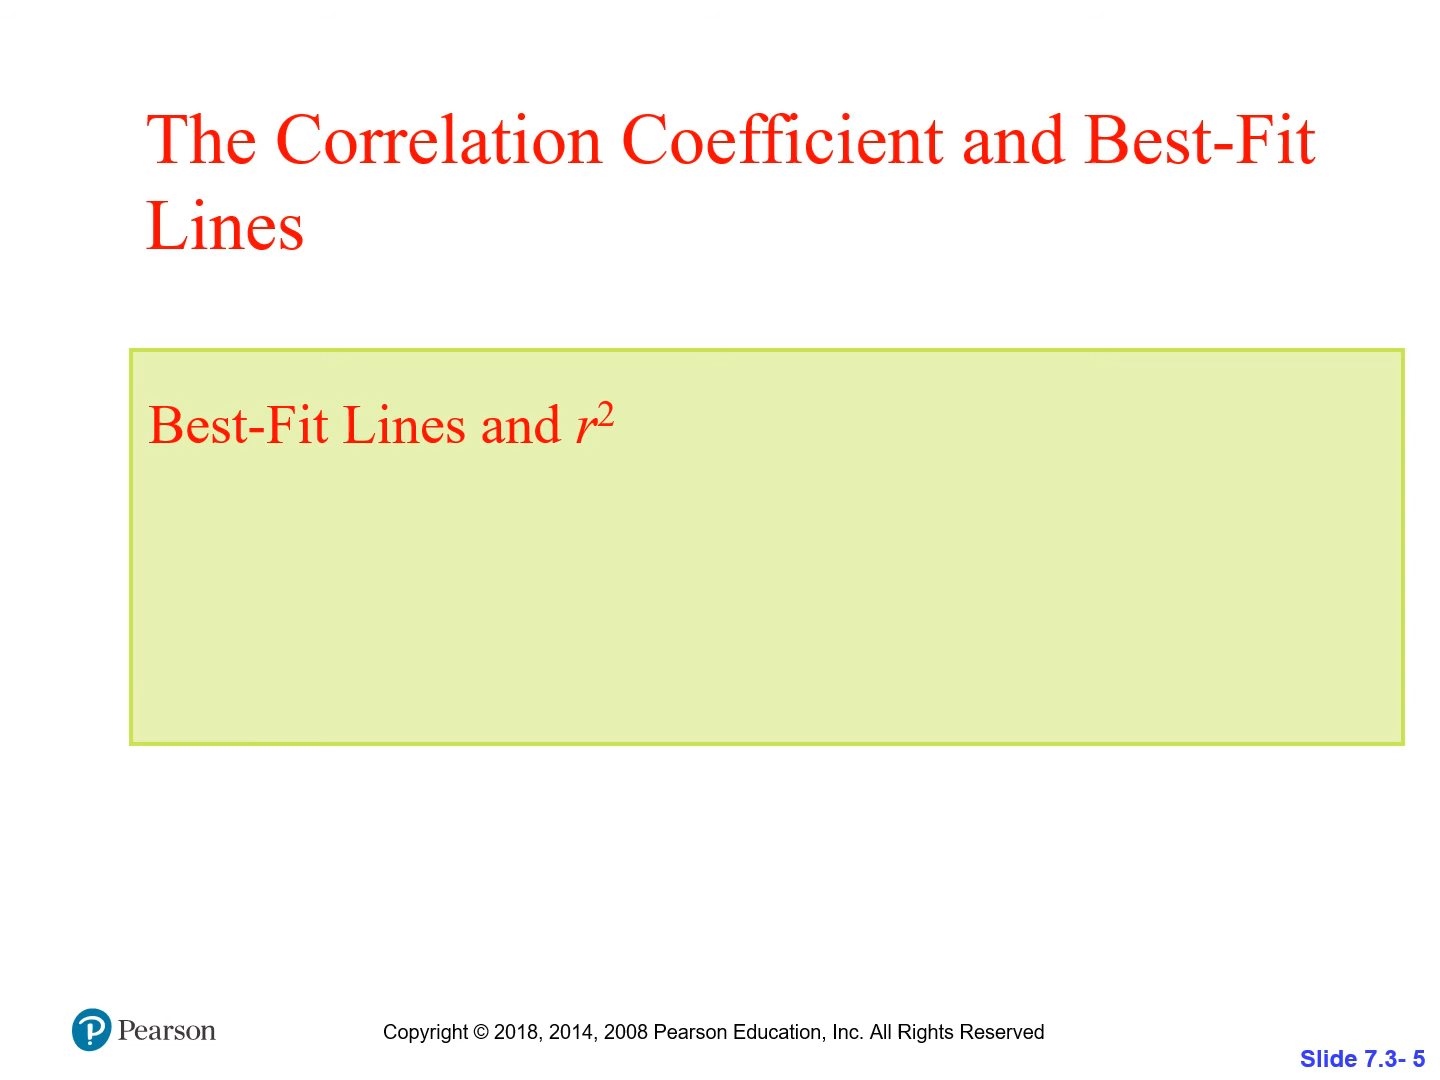 The Correlation Coefficient and Best-Fit
Lines
Best-Fit Lines and r²
Pearson
Copyright © 2018, 2014, 2008 Pearson Education, Inc. All Rights Reserved
Slide 7.3- 5